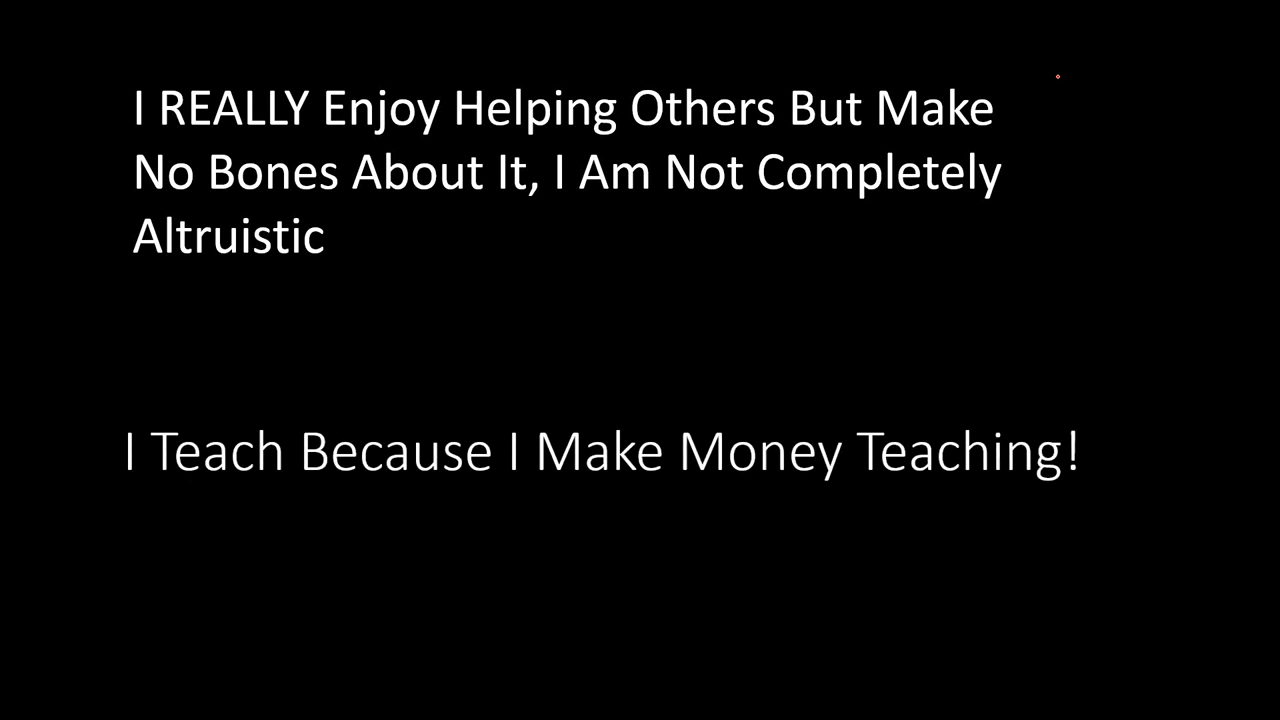 I REALLY Enjoy Helping Others But Make
No Bones About It, I Am Not Completely
Altruistic
I Teach Because I Make Money Teaching!